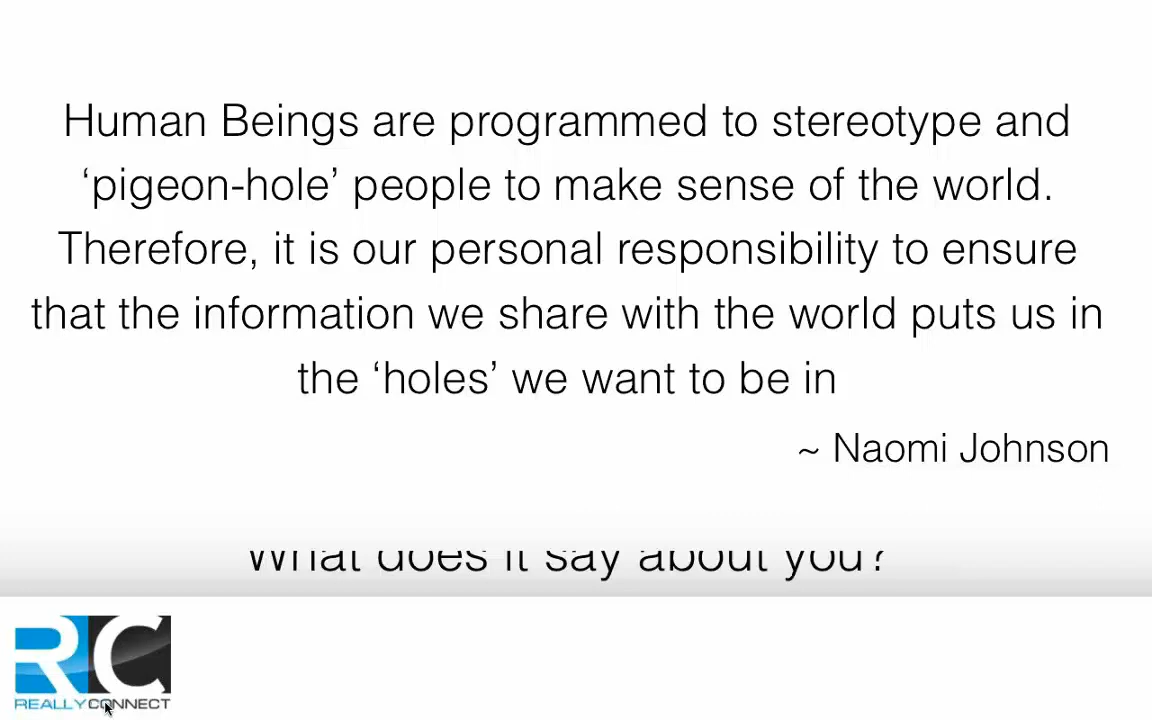 Human Beings are programmed to stereotype and
‘pigeon-hole’ people to make sense of the world.
Therefore, it is our personal responsibility to ensure
that the information we share with the world puts us in
the ‘holes’ we want to be in
~ Naomi Johnson
What does it say about you?
RC
REALLYCONNECT